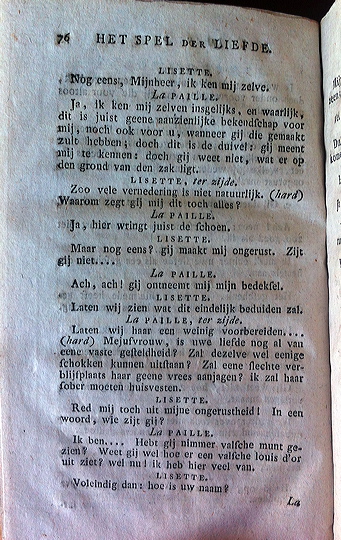 76 HET SPEL DER LIEFDE.
LISETTE.
Nog eens, Mijnheer, ik ken mij zelve.
La PAILLE.
Ja, ik ken mij zelven insgelijks, en waarlijk,
dit is juist geene aanzienlijke bekendschap voor
mij, noch ook voor u, wanneer gij die gemaakt
zult hebben; doch dit is de duivel: gij meent
mij te kennen: doch gij weet niet, wat er op
den grond van den zak ligt.
LISETTE, ter zijde.
Zoo vele vernedering is niet natuurlijk. (hard)
Waarom zegt gij mij dit toch alles?
La PAILLE.
Ja, hier wringt juist de schoen.
LISETTE.
Maar nog eens? gij maakt mij ongerust. Zijt
gij niet....
La PAILLE.
Ach, ach! gij ontneemt mij mijn bedeksel.
LISETTE.
Laten wij zien wat dit eindelijk beduiden zal.
La PAILLE, ter zijde.
Laten wij haar een weinig voorbereiden....
(hard) Mejufvrouw, is uwe liefde nog al van
eene vaste gesteldheid? Zal dezelve wel eenige
schokken kunnen uitstaan? Zal eene slechte ver-
blijfplaats haar geene vrees aanjagen? ik zal haar
sober moeten huisvesten.
LISETTE.
Red mij toch uit mijne ongerustheid! In een
woord, wie zijt gij?
La PAILLE.
Ik ben.... Hebt gij nimmer valsche munt ge-
zien? Weet gij wel hoe er een valsche louis d'or
uit ziet? wel nu! ik heb hier veel van.
LISETTE.
Voleindig dan: hoe is uw naam?
La